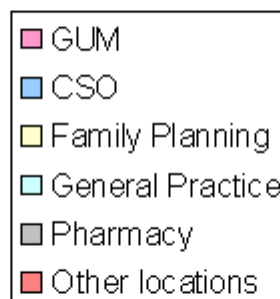 GUM
CSO
Family Planning
General Practice
Pharmacy
Other locations